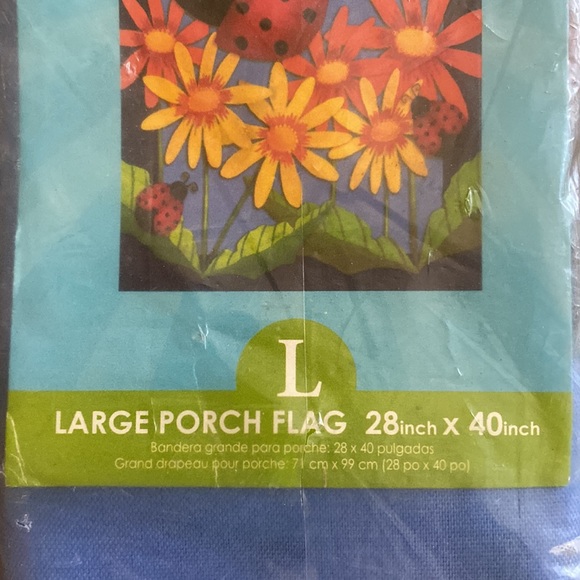 L
LARGE PORCH FLAG 28inch X 40inch
Bandera grande para porche: 28 x 40 pulgadas
Grand drapeau pour porche: 71 cm x 99 cm (28 po x 40 po)